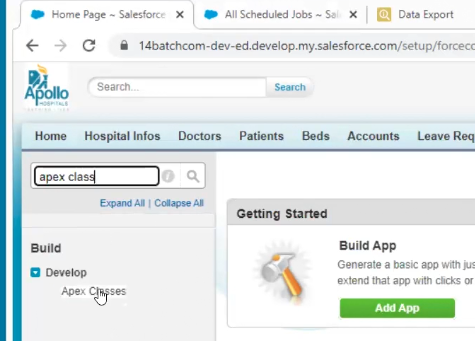 Home Page ~ Salesforce
All Scheduled Jobs ~ Sal
Data Export
14batchcom-dev-ed.develop.my.salesforce.com/setup/forceco
Apollo
HOSPITALS
Search...
Search
Home Hospital Infos Doctors Patients Beds Accounts Leave Req
apex class
Expand All | Collapse All
Build
Develop
Apex Classes
Getting Started
Build App
Generate a basic app with jus
extend that app with clicks or
Add App